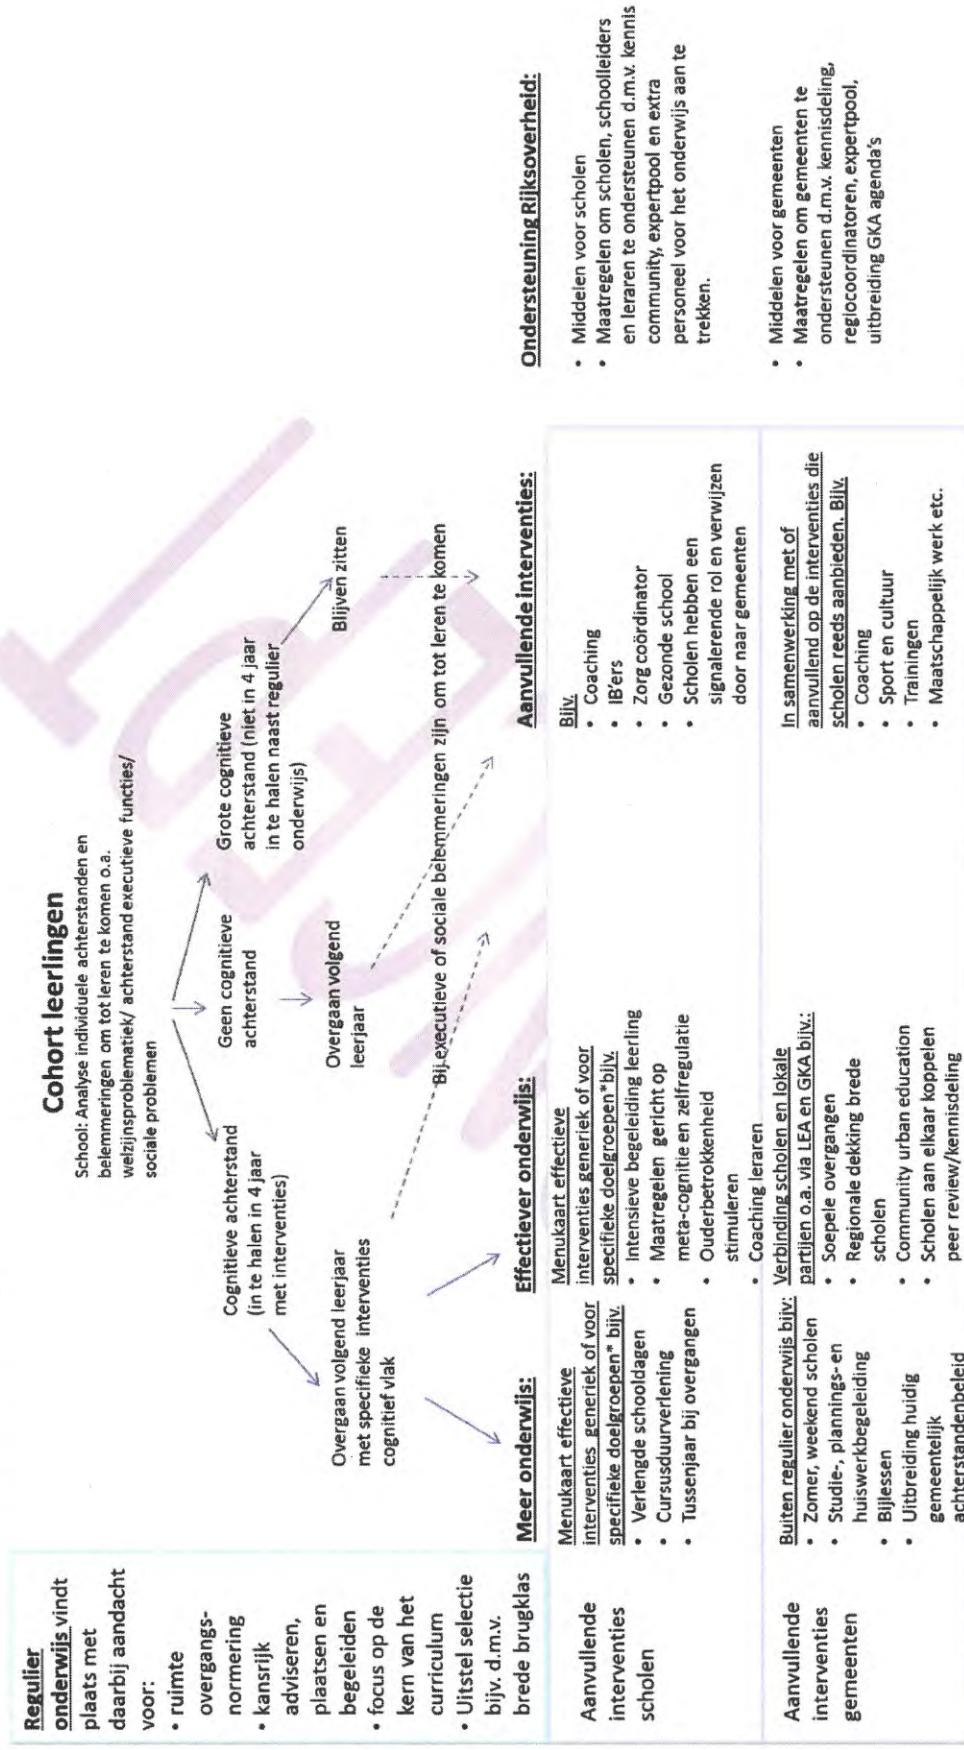 Cohort leerlingen
School: Analyse individuele achterstanden en
belemmeringen om tot leren te komen o.a.
welzijnsproblematiek/ achterstand executieve functies/
sociale problemen
Regulier
onderwijs vindt
plaats met
daarbij aandacht
voor:
• ruimte
overgangs-
normering
• kansrijk
adviseren,
plaatsen en
begeleiden
• focus op de
kern van het
curriculum
• Uitstel selectie
bijv. d.m.v.
brede brugklas
Cognitieve achterstand
(in te halen in 4 jaar
met interventies)
Geen cognitieve
achterstand
Grote cognitieve
achterstand (niet in 4 jaar
in te halen naast regulier
onderwijs)
Overgaan volgend leerjaar
met specifieke interventies
cognitief vlak
Overgaan volgend
leerjaar
Blijven zitten
Bij executieve of sociale belemmeringen zijn om tot leren te komen
Meer onderwijs:
Effectiever onderwijs:
Aanvullende interventies:
Ondersteuning Rijksoverheid:
Aanvullende
interventies
scholen
Menukaart effectieve
interventies generiek of voor
specifieke doelgroepen* bijv.
• Verlengde schooldagen
• Cursusduurverlening
• Tussenjaar bij overgangen
Menukaart effectieve
interventies generiek of voor
specifieke doelgroepen*bijv.
• Intensieve begeleiding leerling
• Maatregelen gericht op
meta-cognitie en zelfregulatie
• Ouderbetrokkenheid
stimuleren
• Coaching leraren
Bijv.
• Coaching
• IB'ers
• Zorg coördinator
• Gezonde school
• Scholen hebben een
signalerende rol en verwijzen
door naar gemeenten
• Middelen voor scholen
• Maatregelen om scholen, schoolleiders
en leraren te ondersteunen d.m.v. kennis
community, expertpool en extra
personeel voor het onderwijs aan te
trekken.
Aanvullende
interventies
gemeenten
Buiten regulier onderwijs bijv:
• Zomer, weekend scholen
• Studie-, plannings- en
huiswerkbegeleiding
• Bijlessen
• Uitbreiding huidig
gemeentelijk
achterstandenbeleid
Verbinding scholen en lokale
partijen o.a. via LEA en GKA bijv.:
• Soepele overgangen
• Regionale dekking brede
scholen
• Community urban education
• Scholen aan elkaar koppelen
peer review/kennisdeling
In samenwerking met of
aanvullend op de interventies die
scholen reeds aanbieden. Bijv.
• Coaching
• Sport en cultuur
• Trainingen
• Maatschappelijk werk etc.
• Middelen voor gemeenten
• Maatregelen om gemeenten te
ondersteunen d.m.v. kennisdeling,
regiocoordinatoren, expertpool,
uitbreiding GKA agenda's